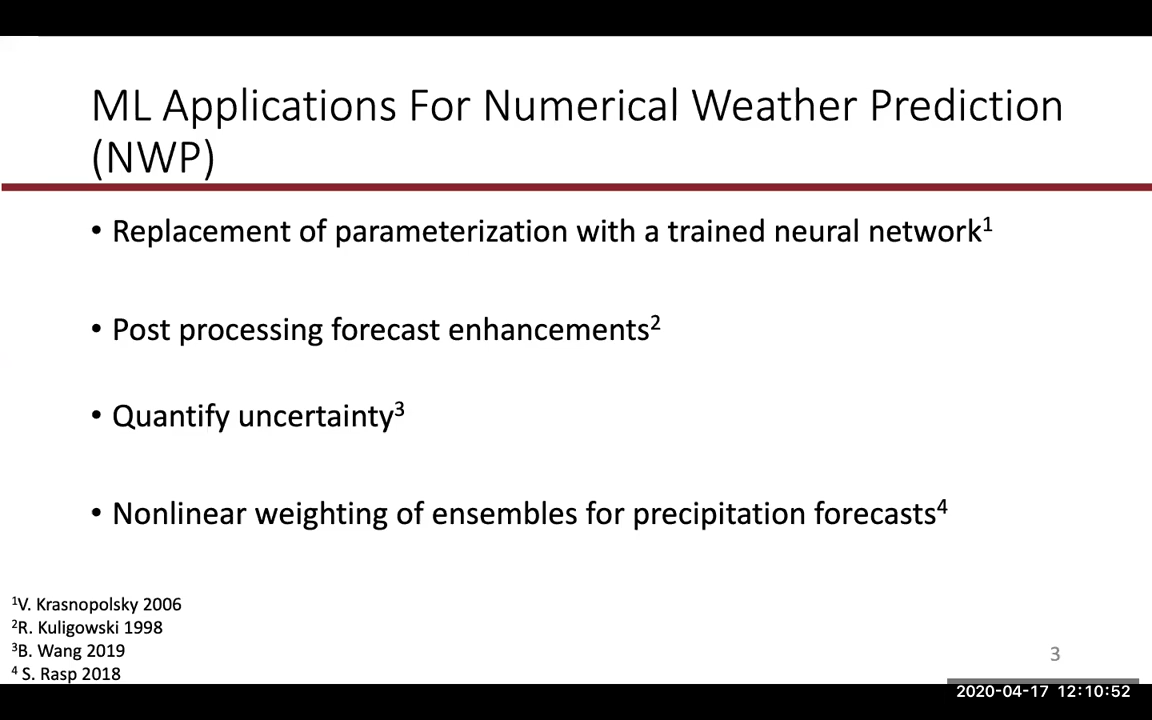 ML Applications For Numerical Weather Prediction
(NWP)
• Replacement of parameterization with a trained neural network¹
• Post processing forecast enhancements²
• Quantify uncertainty³
• Nonlinear weighting of ensembles for precipitation forecasts⁴
¹V. Krasnopolsky 2006
²R. Kuligowski 1998
³B. Wang 2019
⁴ S. Rasp 2018
3
2020-04-17 12:10:52